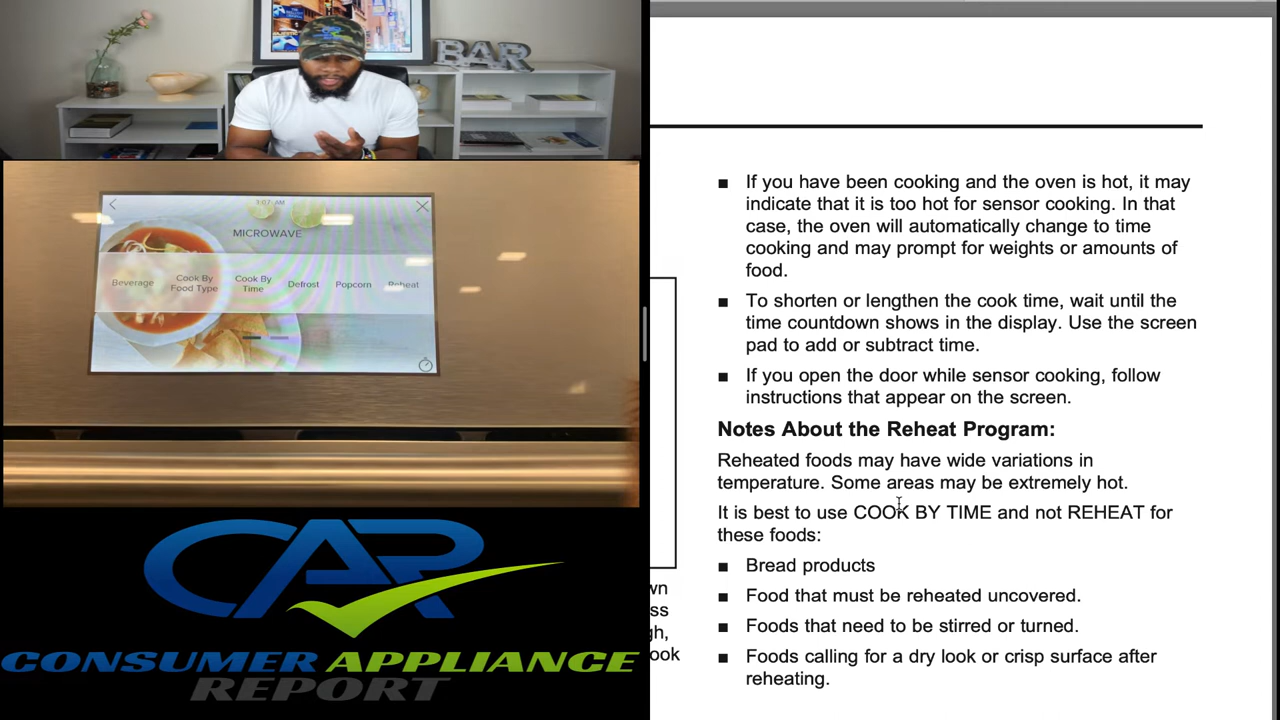 BAR
3:07 AM
MICROWAVE
Beverage
Cook By
Food Type
Cook By
Time
Defrost
Popcorn
Reheat
CAR
CONSUMER APPLIANCE
REPORT
wn
ss
gh,
ook
■ If you have been cooking and the oven is hot, it may
indicate that it is too hot for sensor cooking. In that
case, the oven will automatically change to time
cooking and may prompt for weights or amounts of
food.
■ To shorten or lengthen the cook time, wait until the
time countdown shows in the display. Use the screen
pad to add or subtract time.
■ If you open the door while sensor cooking, follow
instructions that appear on the screen.
Notes About the Reheat Program:
Reheated foods may have wide variations in
temperature. Some areas may be extremely hot.
It is best to use COOK BY TIME and not REHEAT for
these foods:
■ Bread products
■ Food that must be reheated uncovered.
■ Foods that need to be stirred or turned.
■ Foods calling for a dry look or crisp surface after
reheating.